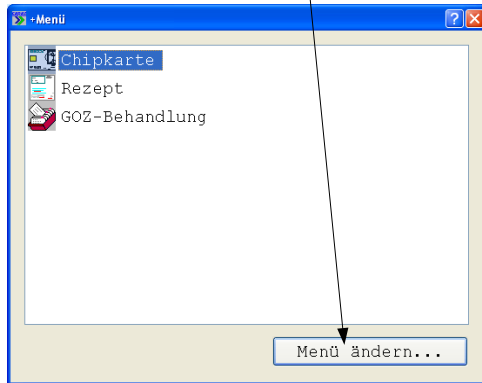 +Menü
Chipkarte
Rezept
GOZ-Behandlung
Menü ändern...